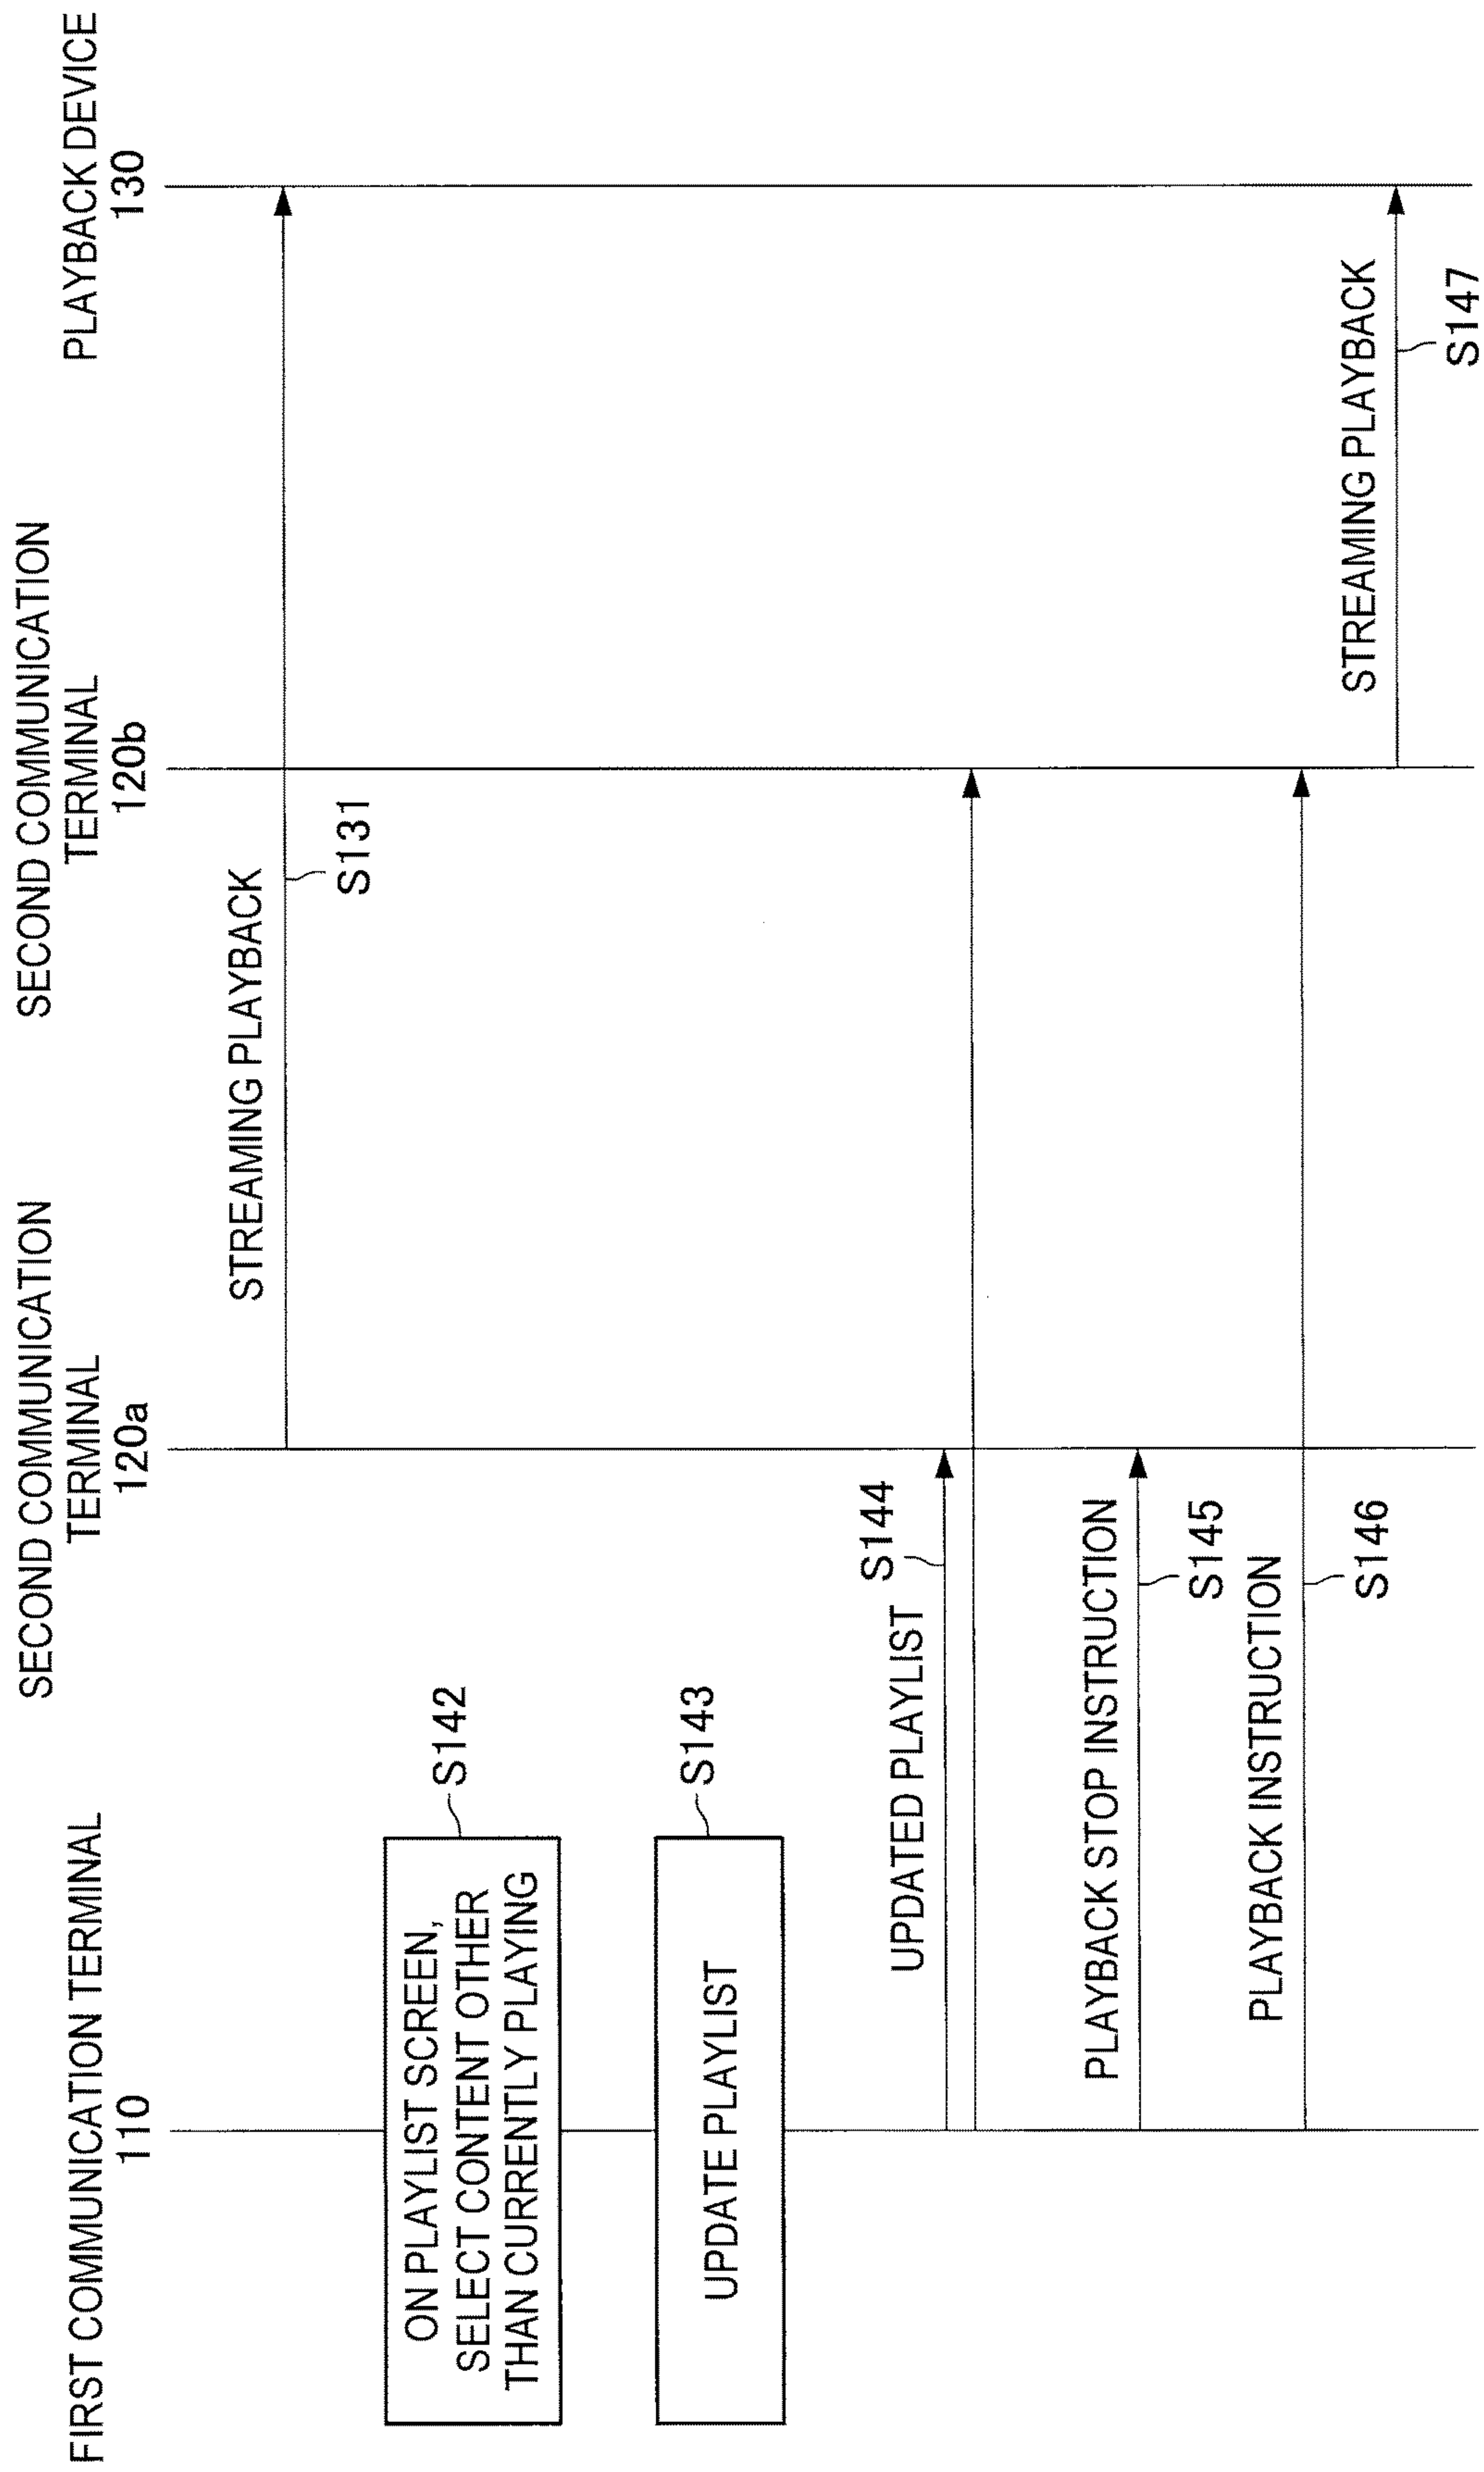 FIRST COMMUNICATION TERMINAL
110
SECOND COMMUNICATION
TERMINAL
120a
SECOND COMMUNICATION
TERMINAL
120b
PLAYBACK DEVICE
130
STREAMING PLAYBACK
S131
ON PLAYLIST SCREEN,
SELECT CONTENT OTHER
THAN CURRENTLY PLAYING
S142
UPDATE PLAYLIST
S143
UPDATED PLAYLIST
S144
PLAYBACK STOP INSTRUCTION
S145
PLAYBACK INSTRUCTION
S146
STREAMING PLAYBACK
S147